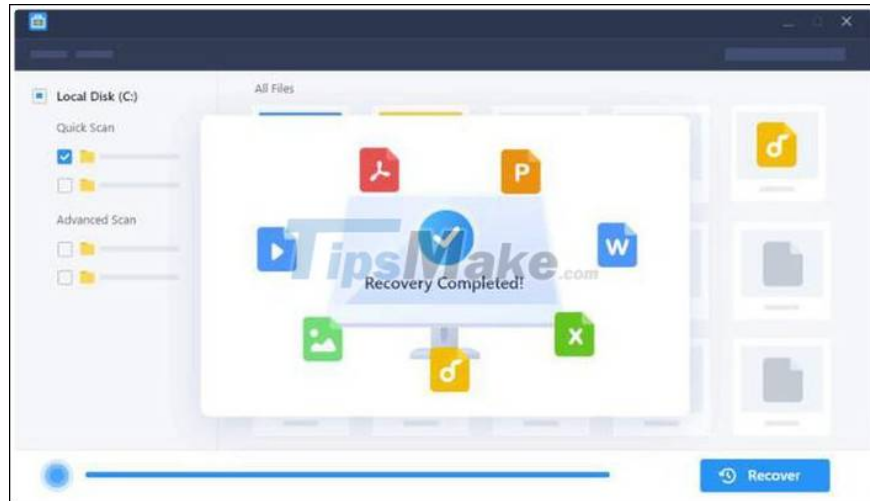 Local Disk (C:)
Quick Scan
Advanced Scan
All Files
P
W
TipsMake.com
Recovery Completed!
X
Recover